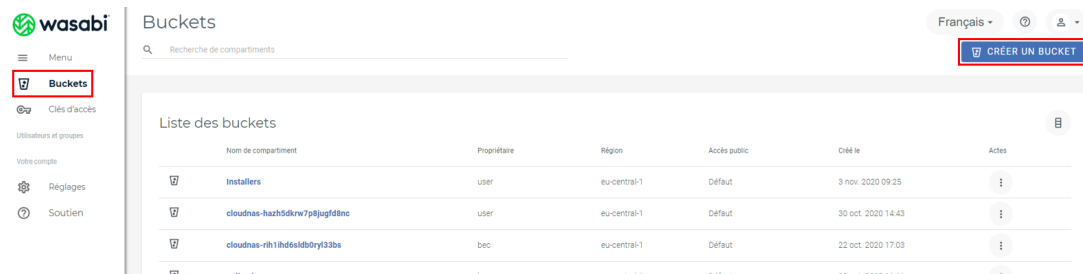 wasabi
Menu
Buckets
Clés d'accès
Utilisateurs et groupes
Votre compte
Réglages
Soutien
Buckets
Français
Recherche de compartiments
CRÉER UN BUCKET
Liste des buckets
Nom de compartiment Propriétaire Région Accès public Créé le Actes
Installers user eu-central-1 Défaut 3 nov. 2020 09:25
cloudnas-hazh5dkrw7p8jugfd8nc user eu-central-1 Défaut 30 oct. 2020 14:43
cloudnas-rih1ihd6sldb0ryl33bs bec eu-central-1 Défaut 22 oct. 2020 17:03